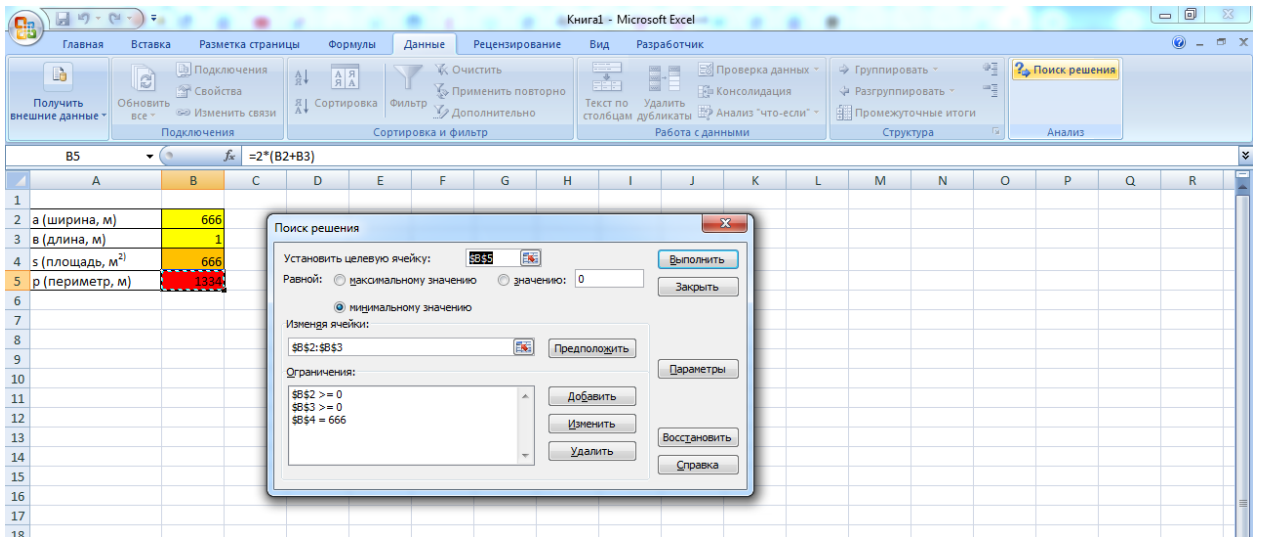 Книга1 - Microsoft Excel
Главная Вставка Разметка страницы Формулы Данные Рецензирование Вид Разработчик
Получить внешние данные
Обновить все
Подключения
Свойства
Изменить связи
Подключения
Сортировка
Фильтр
Очистить
Применить повторно
Дополнительно
Сортировка и фильтр
Текст по столбцам
Удалить дубликаты
Проверка данных
Консолидация
Анализ "что-если"
Работа с данными
Группировать
Разгруппировать
Промежуточные итоги
Структура
Поиск решения
Анализ
B5 fx =2*(B2+B3)
A B C D E F G H I J K L M N O P Q R
1
2 а (ширина, м) 666
3 в (длина, м) 1
4 s (площадь, м2) 666
5 р (периметр, м) 1334
6
7
8
9
10
11
12
13
14
15
16
17
18
Поиск решения
Установить целевую ячейку: $B$5 Выполнить
Равной: максимальному значению значению: 0 Закрыть
минимальному значению
Изменяя ячейки:
$B$2:$B$3 Предположить
Параметры
Ограничения:
$B$2 >= 0 Добавить
$B$3 >= 0
$B$4 = 666 Изменить
Восстановить
Удалить
Справка